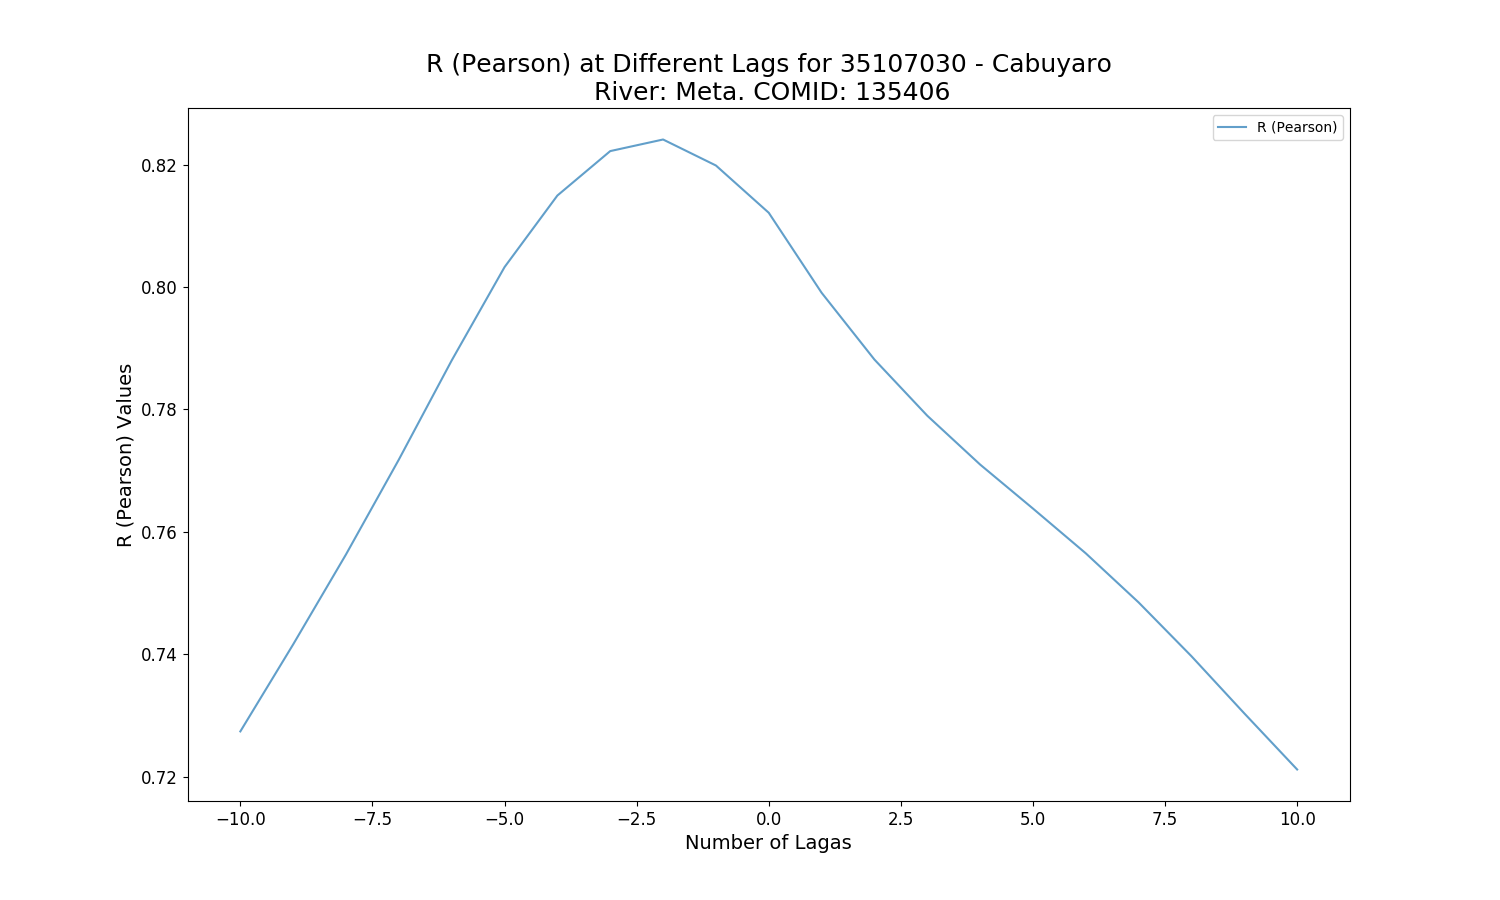 R (Pearson) at Different Lags for 35107030 - Cabuyaro
River: Meta. COMID: 135406
R (Pearson)
R (Pearson) Values
0.82
0.80
0.78
0.76
0.74
0.72
−10.0 −7.5 −5.0 −2.5 0.0 2.5 5.0 7.5 10.0
Number of Lagas